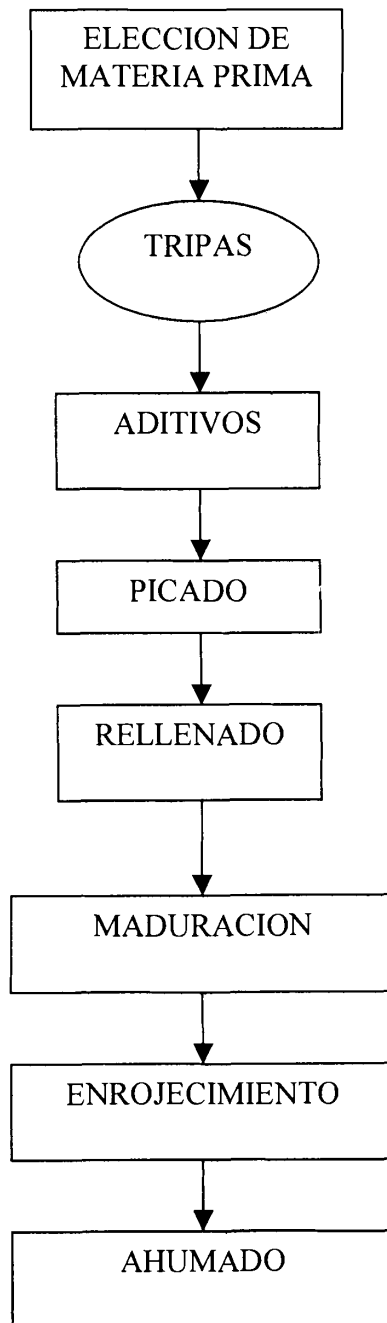 ELECCION DE
MATERIA PRIMA
TRIPAS
ADITIVOS
PICADO
RELLENADO
MADURACION
ENROJECIMIENTO
AHUMADO